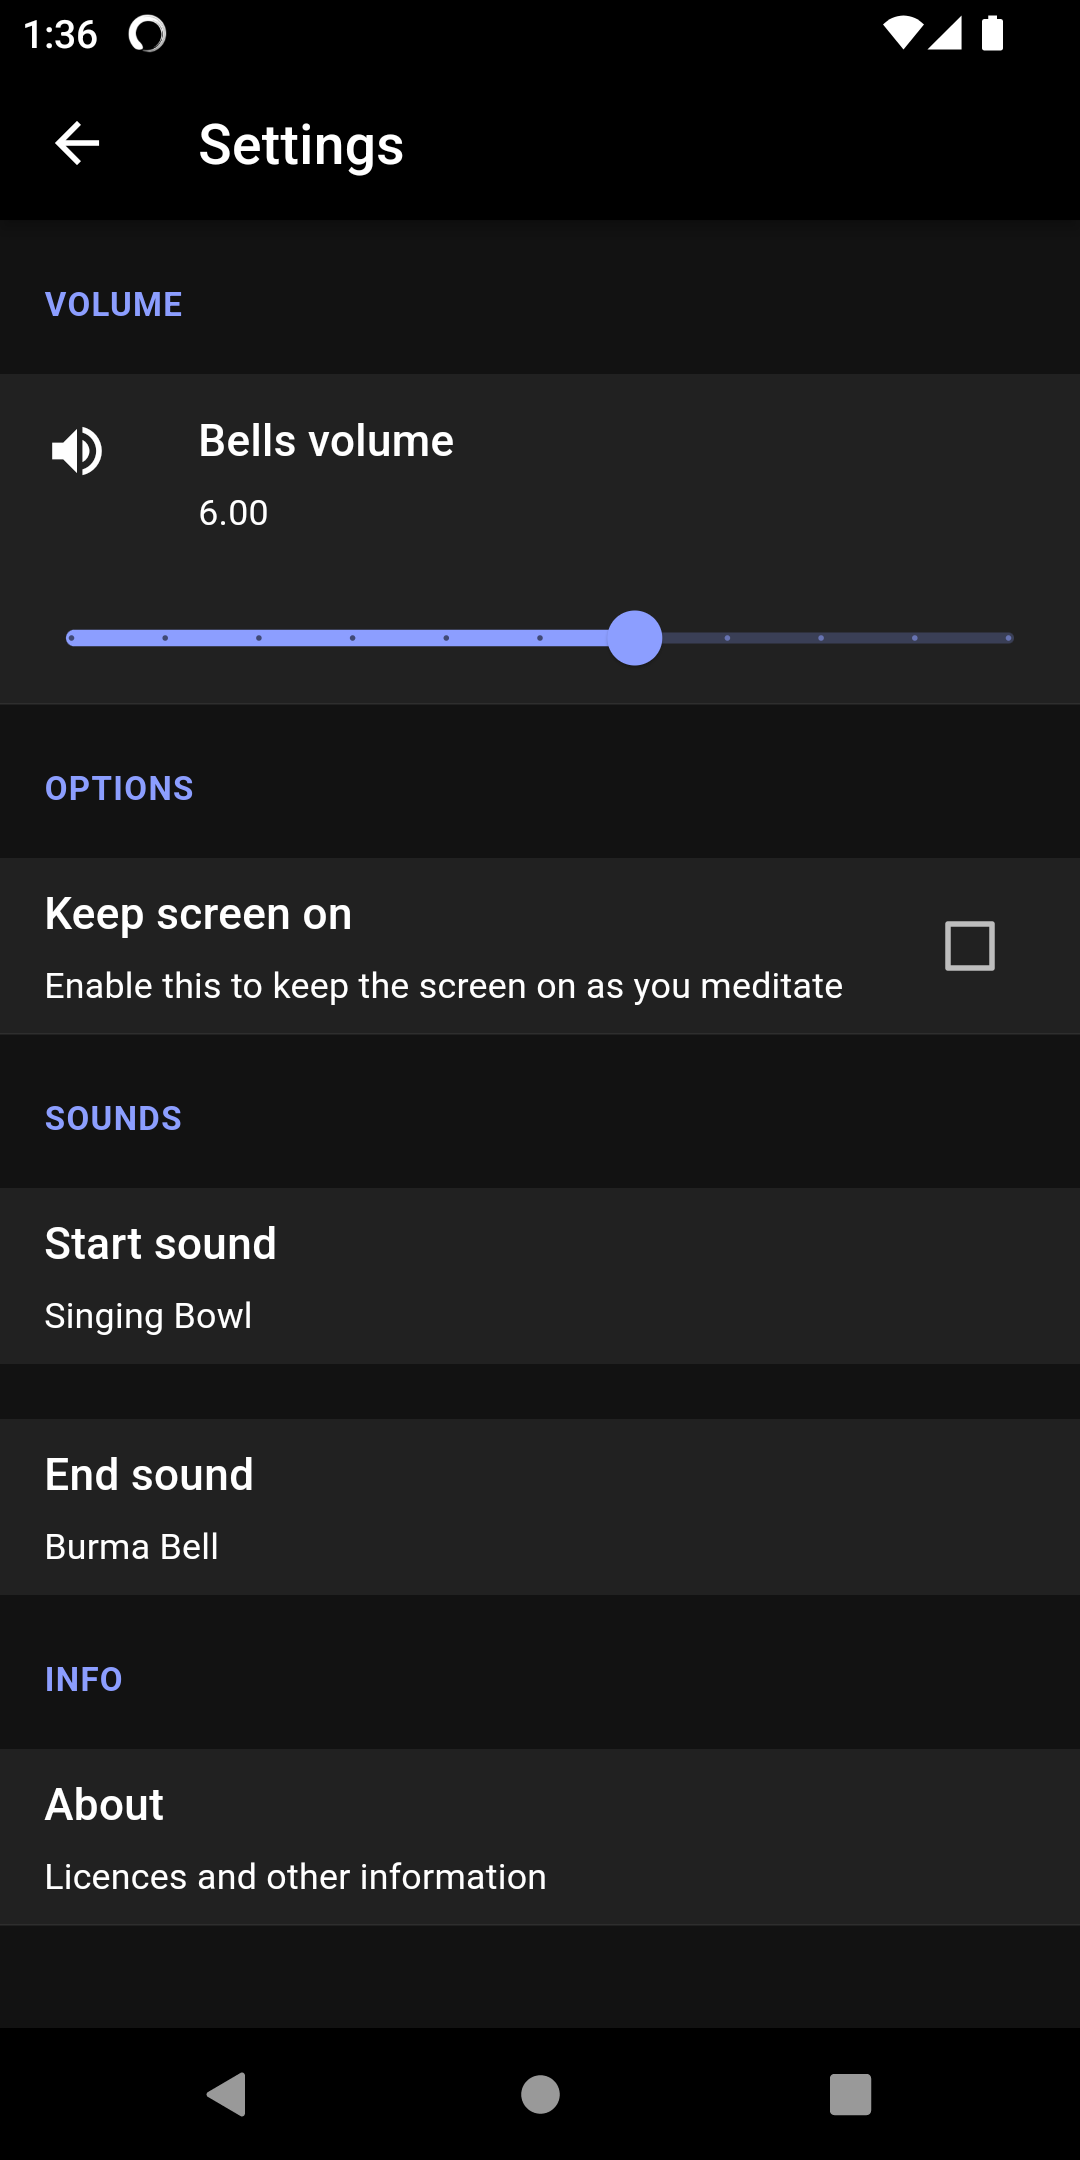 1:36
Settings
VOLUME
Bells volume
6.00
OPTIONS
Keep screen on
Enable this to keep the screen on as you meditate
SOUNDS
Start sound
Singing Bowl
End sound
Burma Bell
INFO
About
Licences and other information